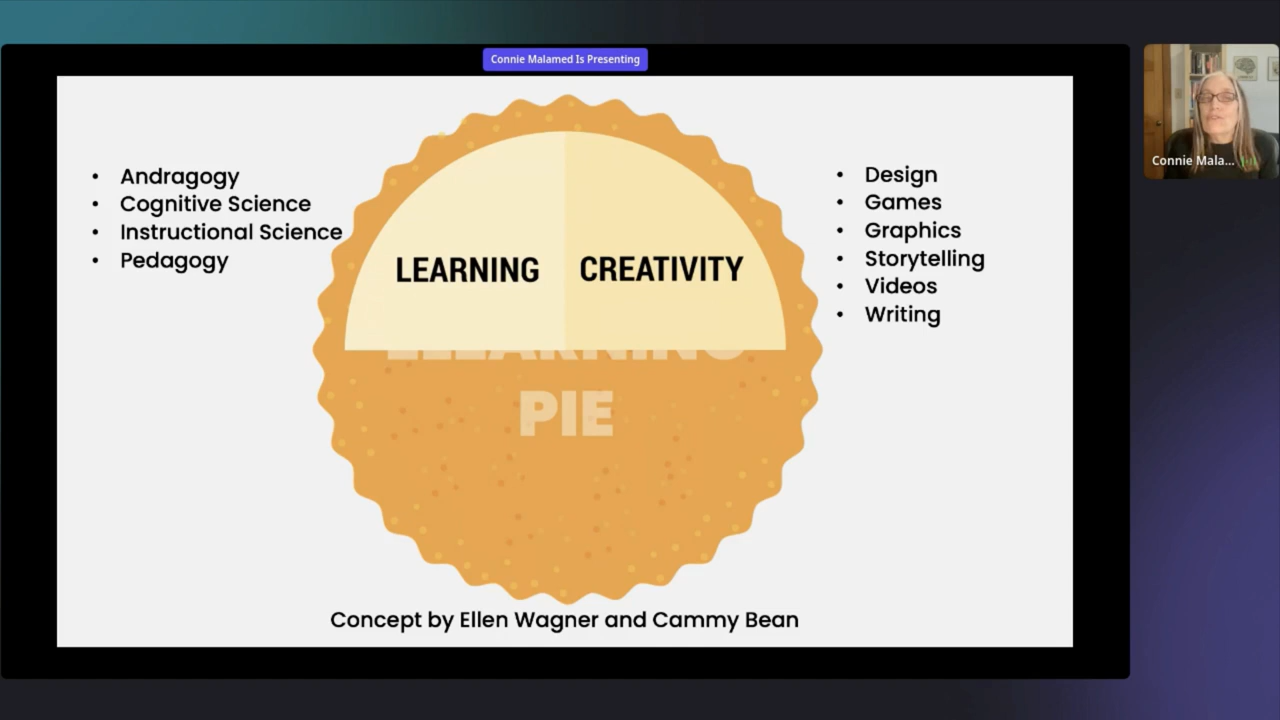 Connie Malamed Is Presenting
• Andragogy
• Cognitive Science
• Instructional Science
• Pedagogy
LEARNING
CREATIVITY
• Design
• Games
• Graphics
• Storytelling
• Videos
• Writing
PIE
Concept by Ellen Wagner and Cammy Bean
Connie Mala...